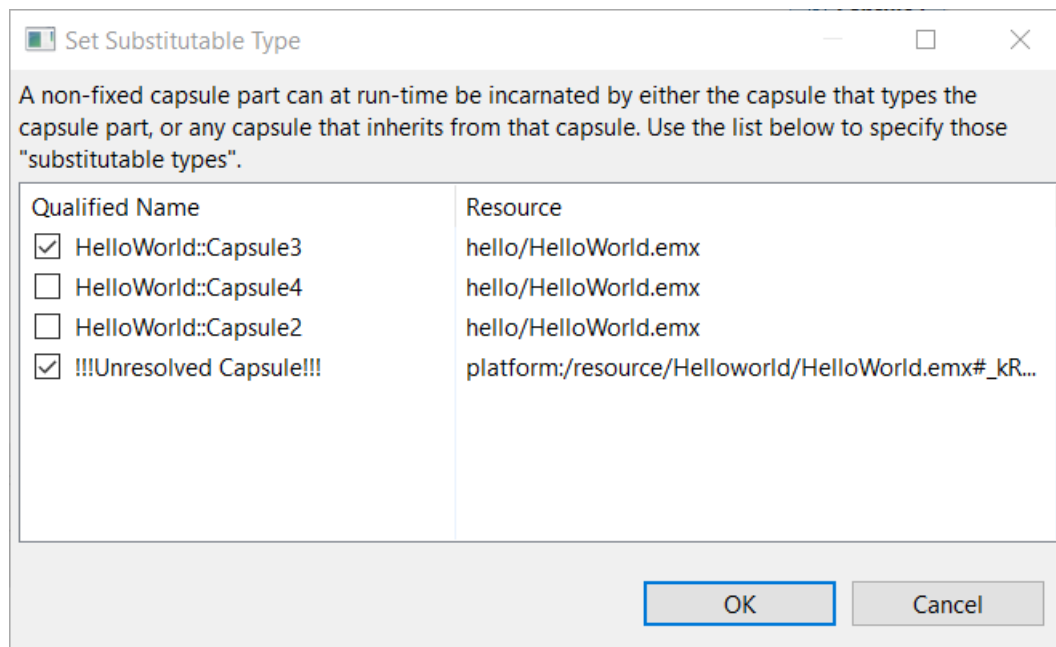 Set Substitutable Type
A non-fixed capsule part can at run-time be incarnated by either the capsule that types the
capsule part, or any capsule that inherits from that capsule. Use the list below to specify those
"substitutable types".
Qualified Name Resource
HelloWorld::Capsule3 hello/HelloWorld.emx
HelloWorld::Capsule4 hello/HelloWorld.emx
HelloWorld::Capsule2 hello/HelloWorld.emx
!!!Unresolved Capsule!!! platform:/resource/Helloworld/HelloWorld.emx#_kR...
OK Cancel